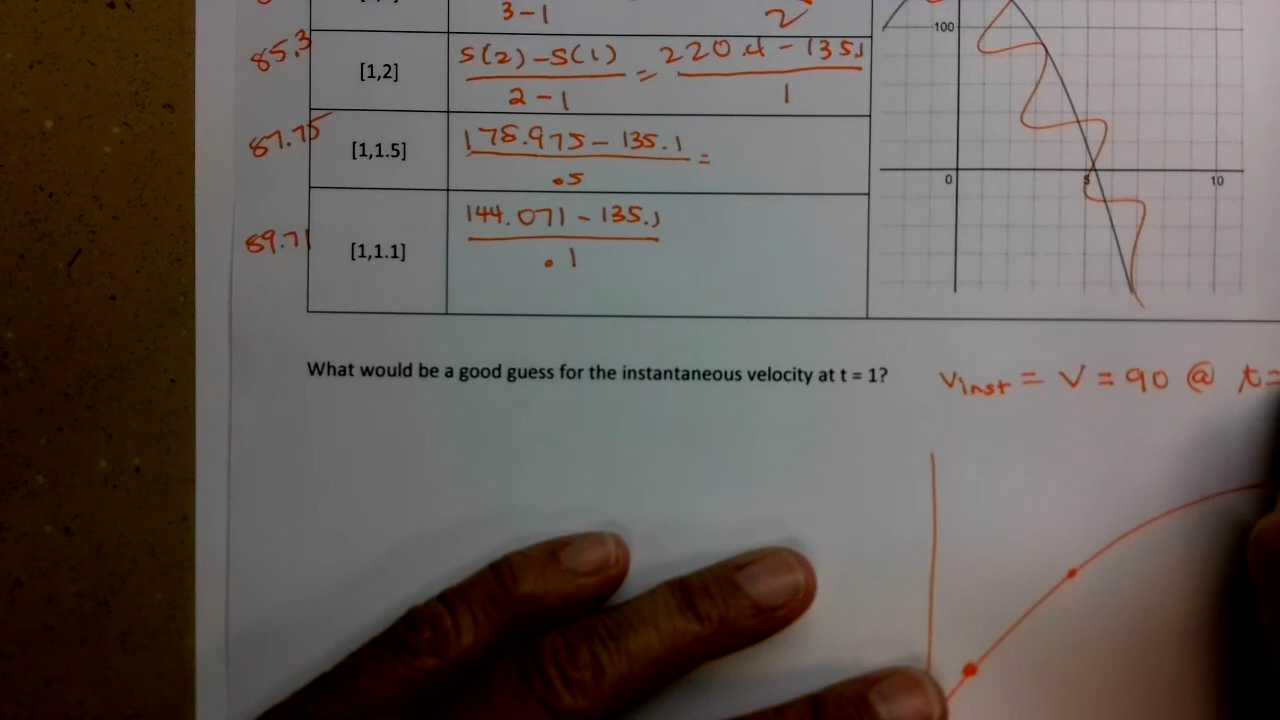 3-1 2
100
85.3 [1,2] S(2)-S(1) = 220.4 - 135.1
2-1 1
87.75 [1,1.5] 178.975 - 135.1 =
.5
0 5 10
89.71 [1,1.1] 144.071 - 135.1
.1
What would be a good guess for the instantaneous velocity at t = 1? Vinst = V = 90 @ t=